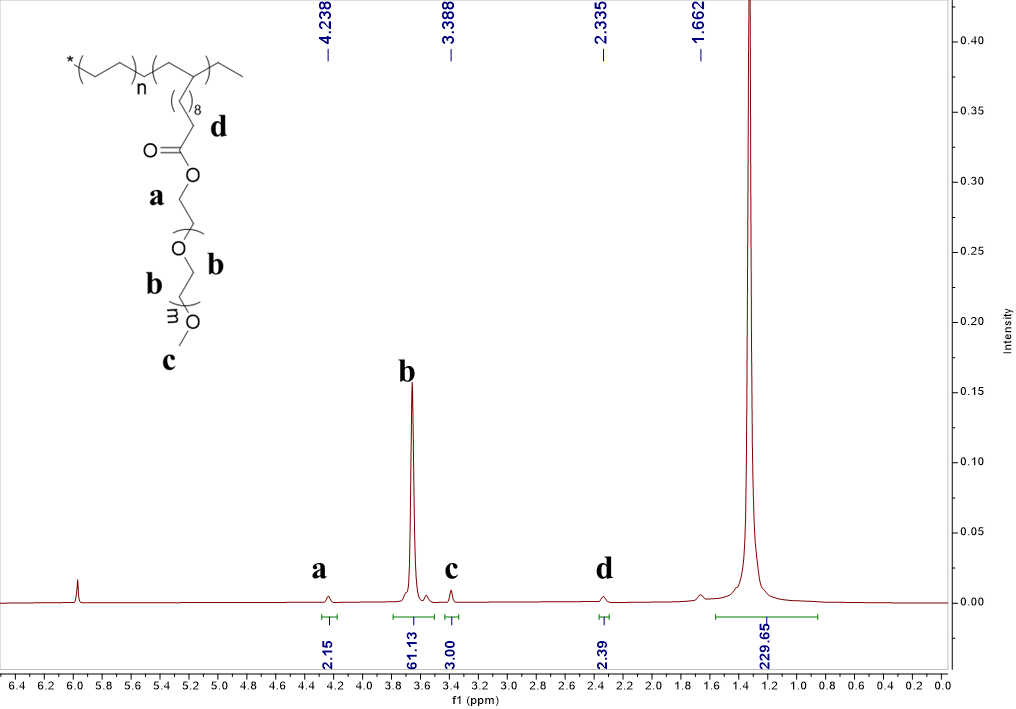 4.238
3.388
2.335
1.662
*
n
8
d
O
O
a
O
b
b
m
O
c
b
a
c
d
0.40
0.35
0.30
0.25
0.20
0.15
0.10
0.05
0.00
Intensity
2.15
61.13
3.00
2.39
229.65
6.4 6.2 6.0 5.8 5.6 5.4 5.2 5.0 4.8 4.6 4.4 4.2 4.0 3.8 3.6 3.4 3.2 3.0 2.8 2.6 2.4 2.2 2.0 1.8 1.6 1.4 1.2 1.0 0.8 0.6 0.4 0.2 0.0
f1 (ppm)